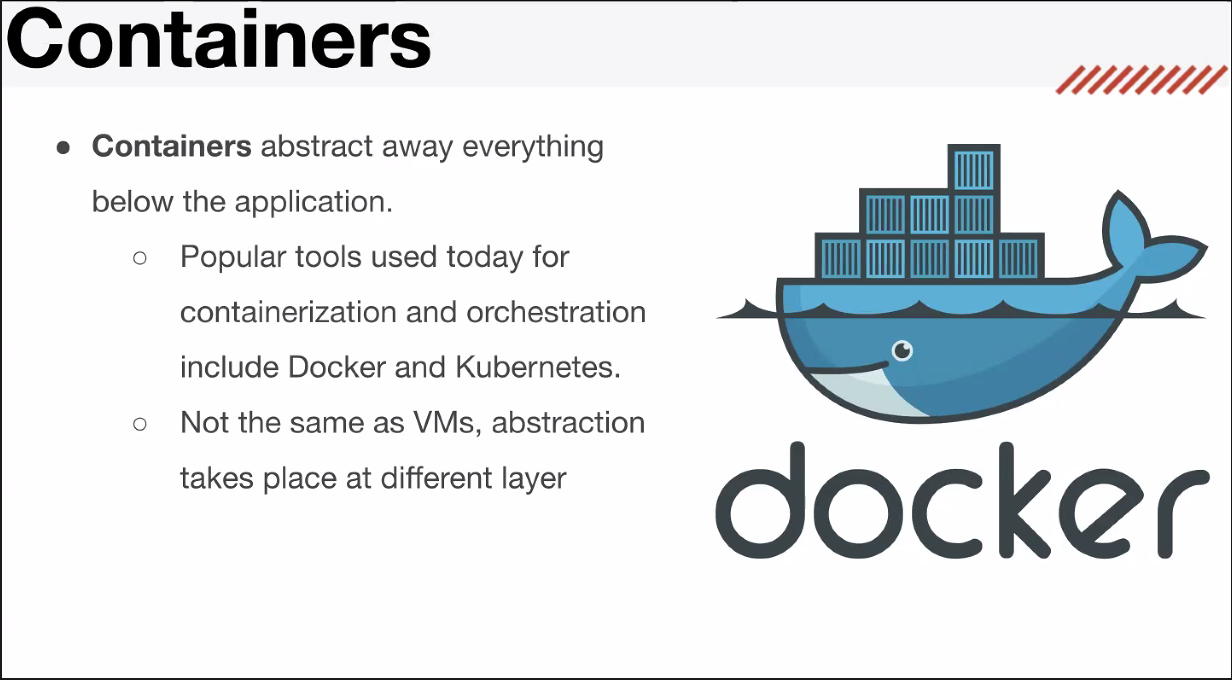 Containers
● Containers abstract away everything
below the application.
○ Popular tools used today for
containerization and orchestration
include Docker and Kubernetes.
○ Not the same as VMs, abstraction
takes place at different layer
docker